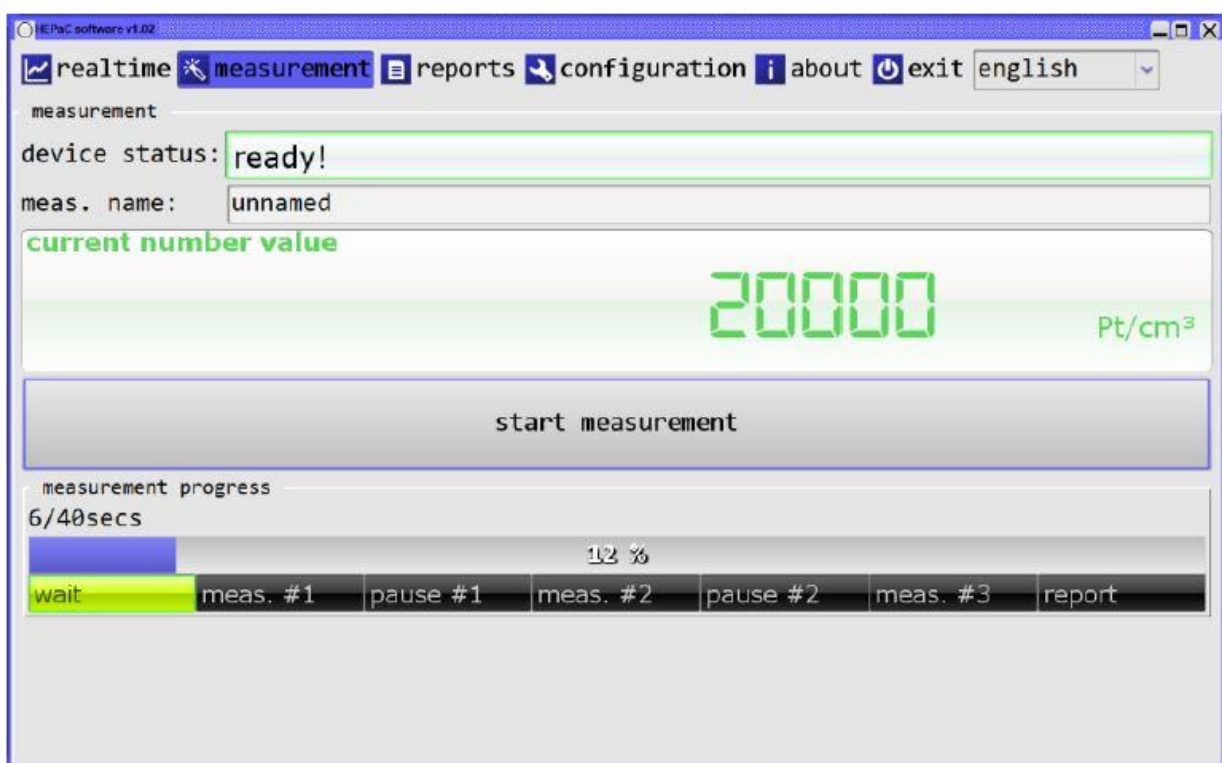 HEPaC software v1.02
realtime measurement reports configuration about exit english
measurement
device status: ready!
meas. name: unnamed
current number value
20000 Pt/cm³
start measurement
measurement progress
6/40secs
12 %
wait meas. #1 pause #1 meas. #2 pause #2 meas. #3 report